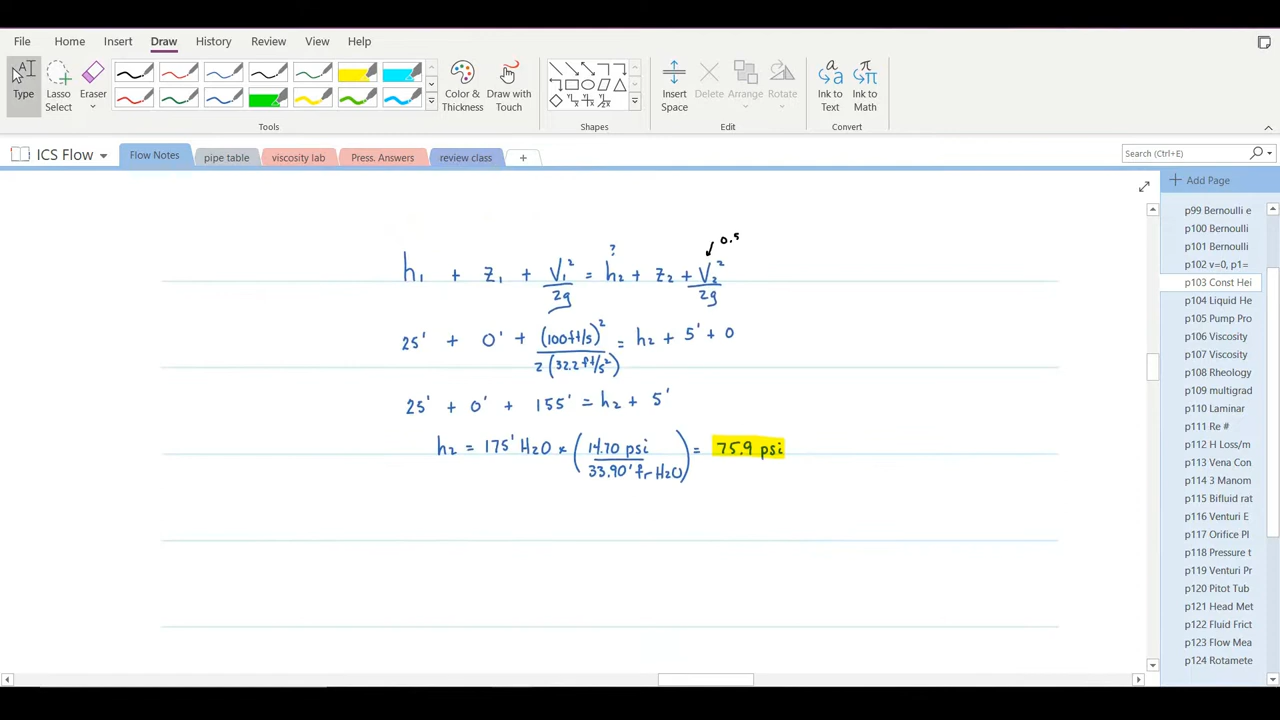 File Home Insert Draw History Review View Help
Type
Lasso Select
Eraser
Color & Thickness
Draw with Touch
Insert Space
Delete
Arrange
Rotate
Ink to Text
Ink to Math
Tools
Shapes
Edit
Convert
ICS Flow
Flow Notes
pipe table
viscosity lab
Press. Answers
review class
Search (Ctrl+E)
Add Page
p99 Bernoulli e
p100 Bernoulli
p101 Bernoulli
p102 v=0, p1=
p103 Const Hei
p104 Liquid He
p105 Pump Pro
p106 Viscosity
p107 Viscosity
p108 Rheology
p109 multigrad
p110 Laminar
p111 Re #
p112 H Loss/m
p113 Vena Con
p114 3 Manom
p115 Bifluid rat
p116 Venturi E
p117 Orifice Pl
p118 Pressure t
p119 Venturi Pr
p120 Pitot Tub
p121 Head Met
p122 Fluid Frict
p123 Flow Mea
p124 Rotamete
? 0.5
h₁ + z₁ + V₁²/2g = h₂ + z₂ + V₂²/2g
25' + 0' + (100ft/s)²/2(32.2 ft/s²) = h₂ + 5' + 0
25' + 0' + 155' = h₂ + 5'
h₂ = 175' H₂O × (14.70 psi/33.90' fr H₂O) = 75.9 psi